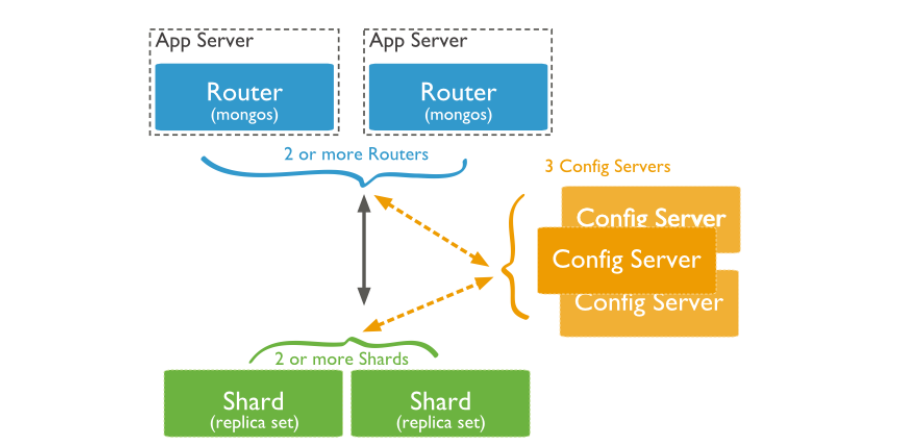 App Server
App Server
Router
(mongos)
Router
(mongos)
2 or more Routers
3 Config Servers
Config Server
Config Server
Config Server
2 or more Shards
Shard
(replica set)
Shard
(replica set)